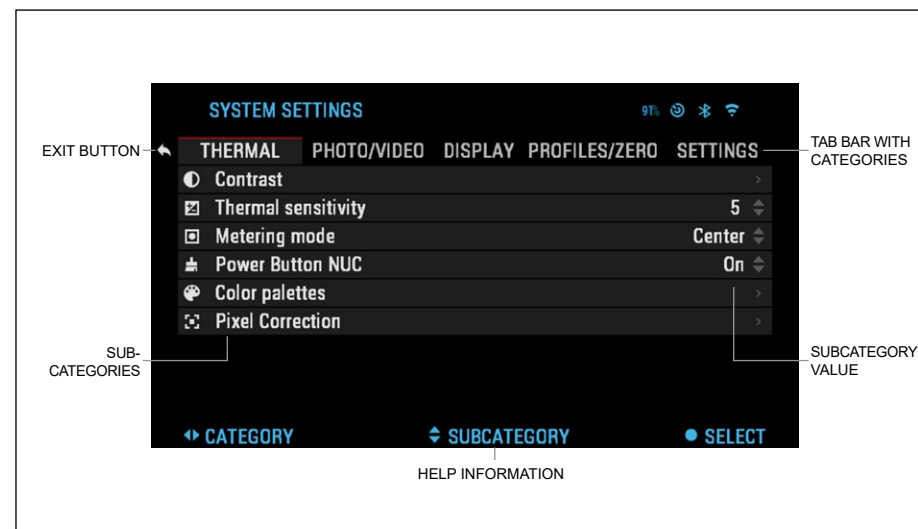 SYSTEM SETTINGS 91%
EXIT BUTTON
THERMAL PHOTO/VIDEO DISPLAY PROFILES/ZERO SETTINGS
TAB BAR WITH
CATEGORIES
Contrast
Thermal sensitivity 5
Metering mode Center
Power Button NUC On
Color palettes
Pixel Correction
SUB-
CATEGORIES
SUBCATEGORY
VALUE
CATEGORY SUBCATEGORY SELECT
HELP INFORMATION